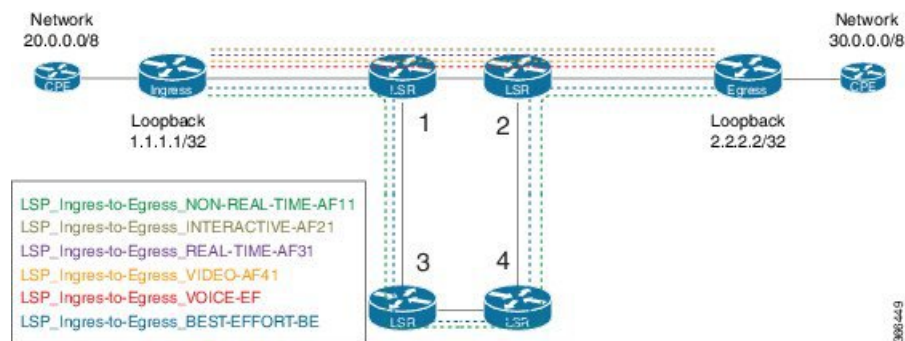 Network
20.0.0.0/8
Network
30.0.0.0/8
CPE
Ingress
LSR
LSR
Egress
CPE
Loopback
1.1.1.1/32
1
2
Loopback
2.2.2.2/32
LSP_Ingres-to-Egress_NON-REAL-TIME-AF11
LSP_Ingres-to-Egress_INTERACTIVE-AF21
LSP_Ingres-to-Egress_REAL-TIME-AF31
LSP_Ingres-to-Egress_VIDEO-AF41
LSP_Ingres-to-Egress_VOICE-EF
LSP_Ingres-to-Egress_BEST-EFFORT-BE
3
4
LSR
LSR
366449